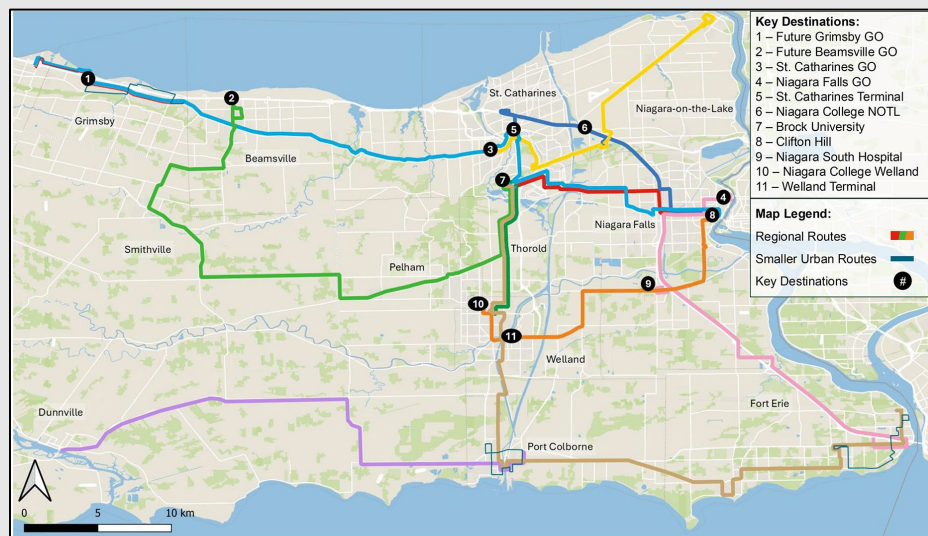 Key Destinations:
1 – Future Grimsby GO
2 – Future Beamsville GO
3 – St. Catharines GO
4 – Niagara Falls GO
5 – St. Catharines Terminal
6 – Niagara College NOTL
7 – Brock University
8 – Clifton Hill
9 – Niagara South Hospital
10 – Niagara College Welland
11 – Welland Terminal
Map Legend:
Regional Routes
Smaller Urban Routes
Key Destinations #
1
Grimsby
2
Beamsville
St. Catharines
5
3
6
Niagara-on-the-Lake
7
4
8
Niagara Falls
Smithville
Thorold
Pelham
9
10
11
Welland
Dunnville
Fort Erie
Port Colborne
0 5 10 km